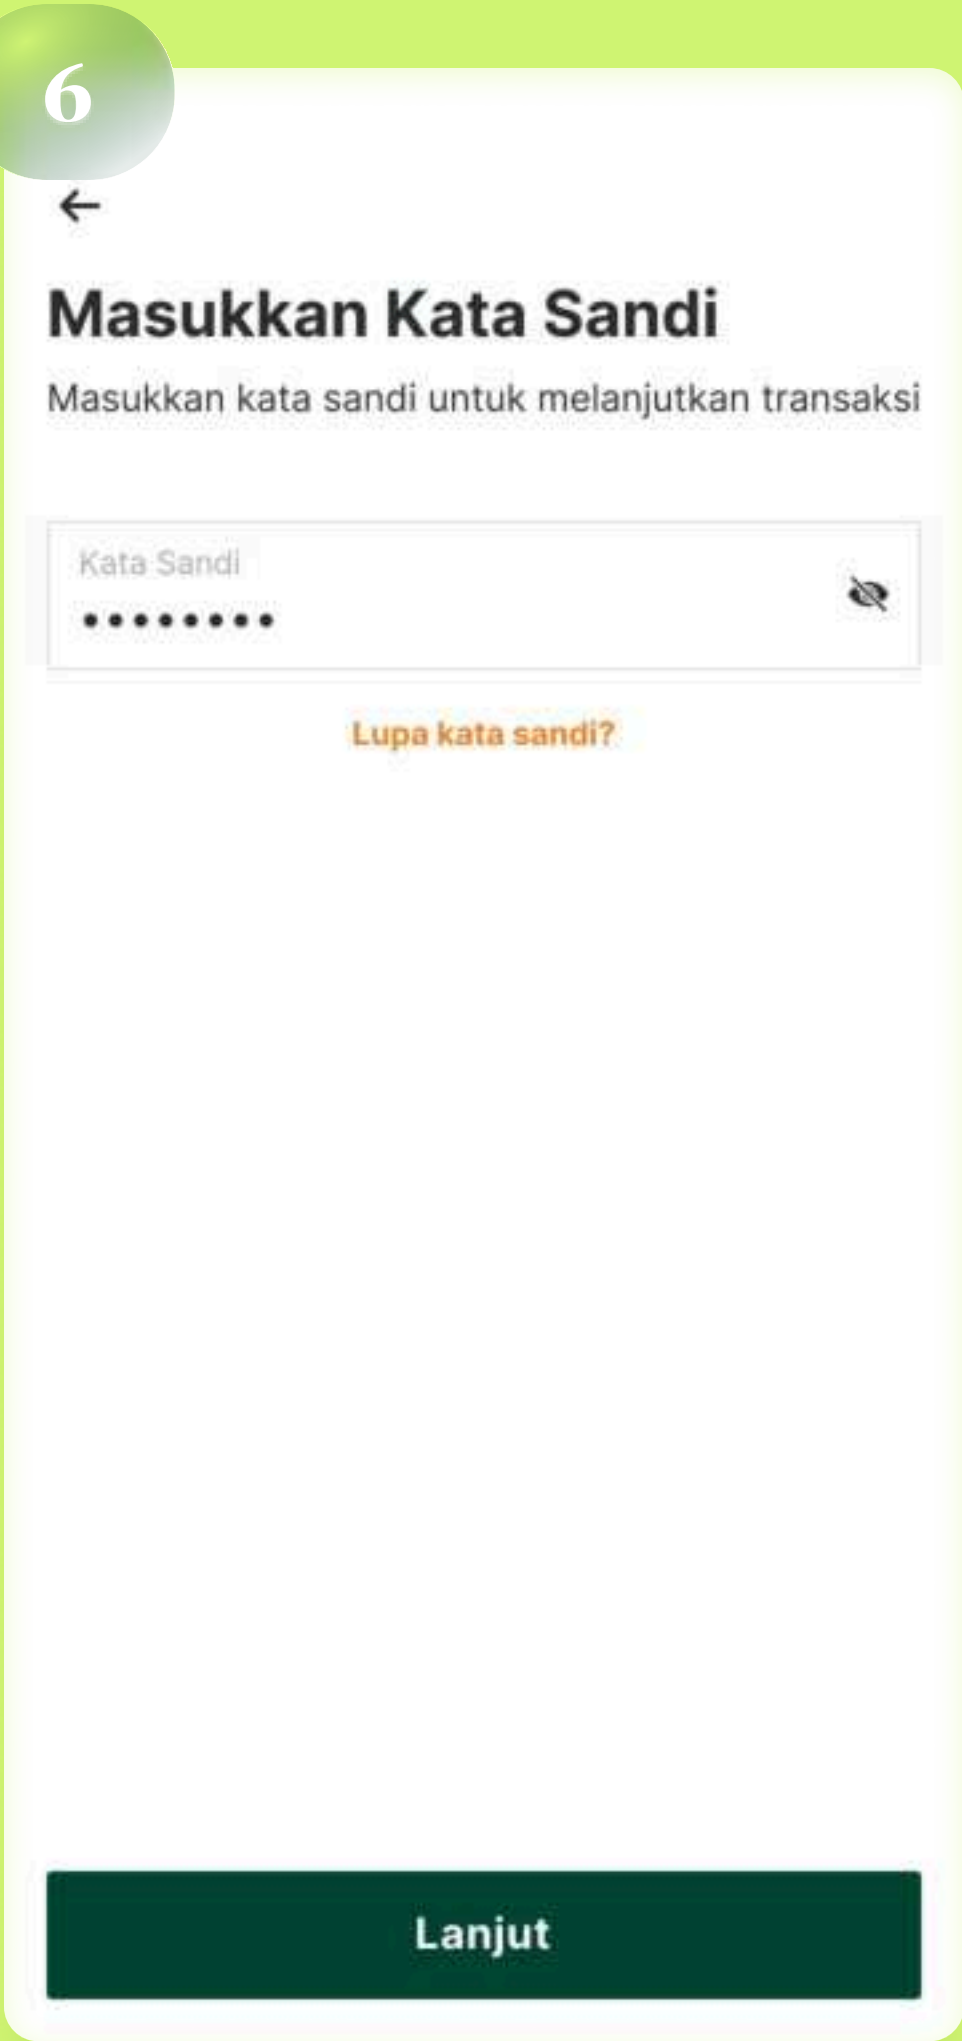 6
Masukkan Kata Sandi
Masukkan kata sandi untuk melanjutkan transaksi
Kata Sandi
••••••••
Lupa kata sandi?
Lanjut